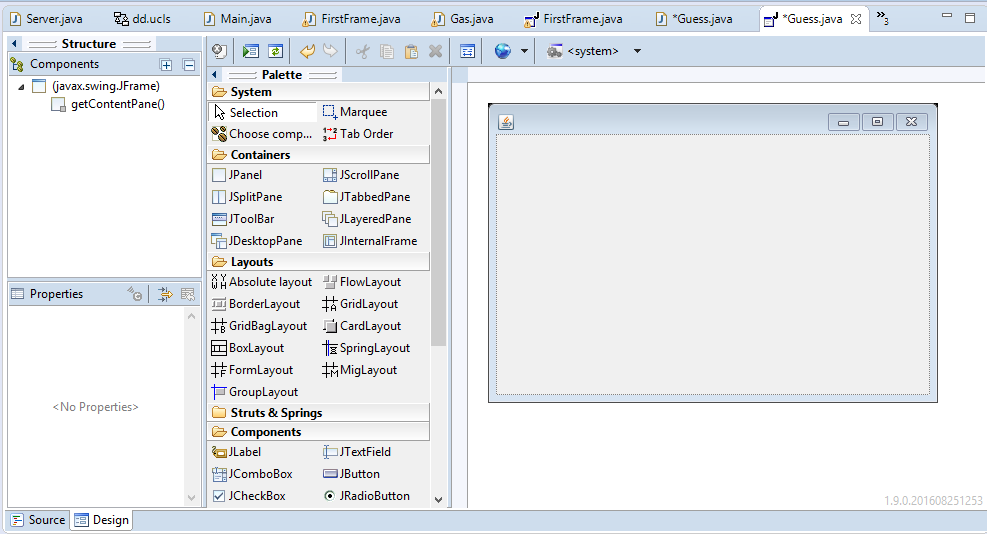 Server.java dd.ucls Main.java FirstFrame.java Gas.java FirstFrame.java *Guess.java *Guess.java »3
Structure
Components
(javax.swing.JFrame)
getContentPane()
Properties
<No Properties>
Palette
System
Selection Marquee
Choose comp... Tab Order
Containers
JPanel JScrollPane
JSplitPane JTabbedPane
JToolBar JLayeredPane
JDesktopPane JInternalFrame
Layouts
Absolute layout FlowLayout
BorderLayout GridLayout
GridBagLayout CardLayout
BoxLayout SpringLayout
FormLayout MigLayout
GroupLayout
Struts & Springs
Components
JLabel JTextField
JComboBox JButton
JCheckBox JRadioButton
<system>
1.9.0.201608251253
Source Design